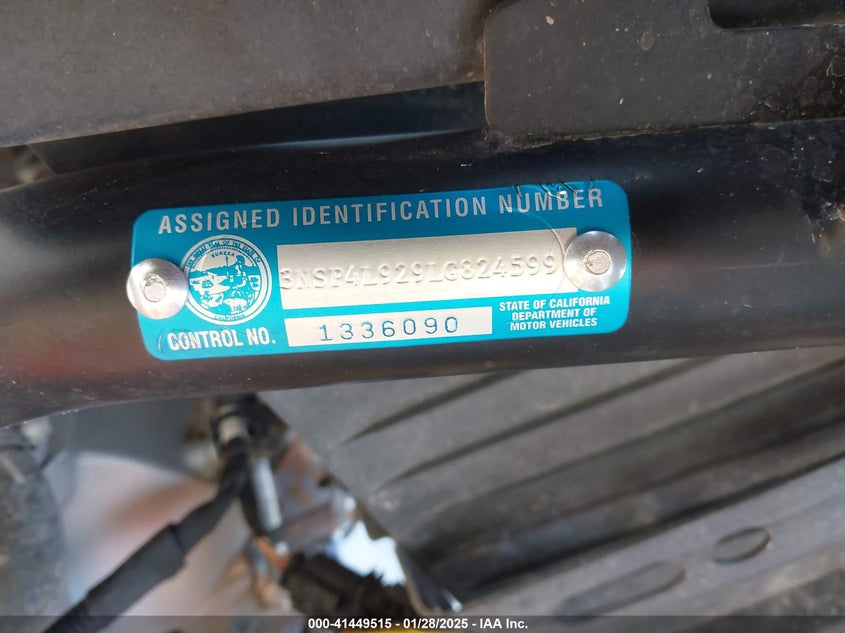 ASSIGNED IDENTIFICATION NUMBER
EUREKA
3NSP4L929LG824599
CONTROL NO. 1336090
STATE OF CALIFORNIA
DEPARTMENT OF
MOTOR VEHICLES
000-41449515 - 01/28/2025 - IAA Inc.